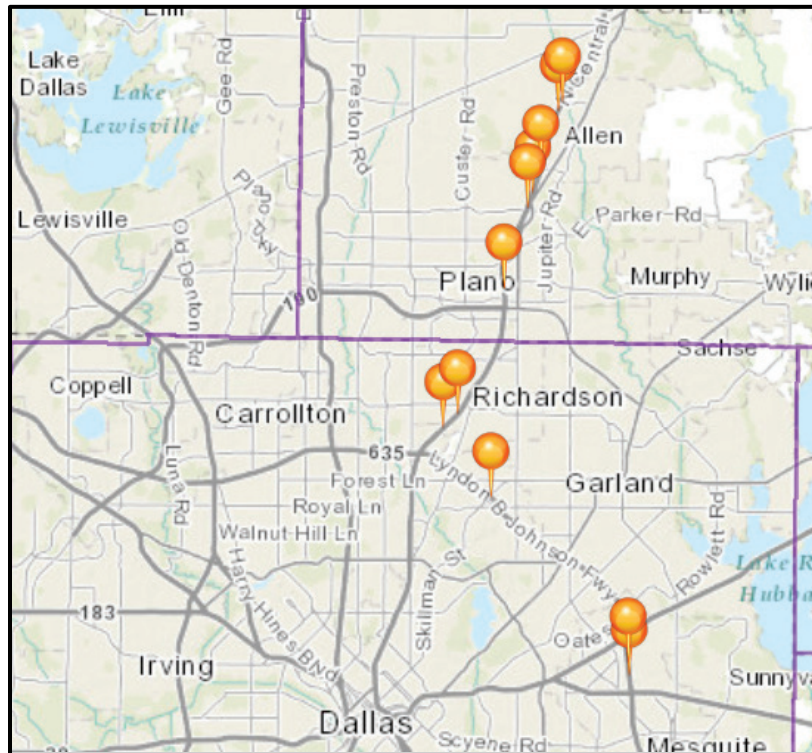 Lake
Dallas
Lake
Lewisville
Gee-Rd
Preston-Rd
Custer-Rd
Allen
Lewisville
Old-Denton-Rd
Jupiter-Rd
E Parker-Rd
Plano
Murphy
190
Sachse
Coppell
Carrollton
Richardson
Luna-Rd
635
Forest-Ln
Lyndon-B-Johnson-Fwy
Garland
Royal-Ln
Walnut-Hill-Ln
Harry-Hines-Blvd
Skillman-St
Rowlett-Rd
183
Irving
Dallas
Scyene-Rd
Mesquite